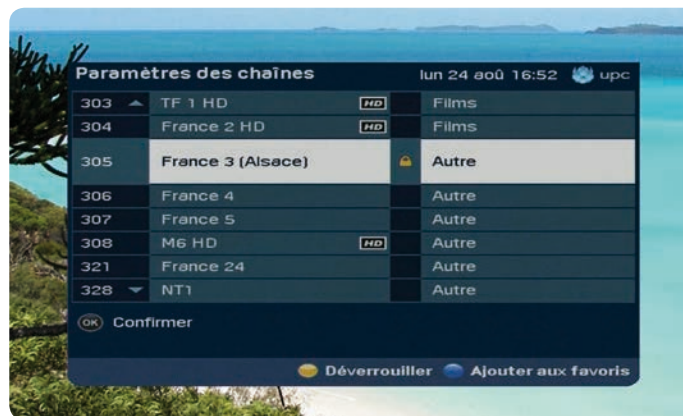 Paramètres des chaînes lun 24 aoû 16:52 upc
303 TF 1 HD HD Films
304 France 2 HD HD Films
305 France 3 (Alsace) Autre
306 France 4 Autre
307 France 5 Autre
308 M6 HD HD Autre
321 France 24 Autre
328 NT1 Autre
OK Confirmer
Déverrouiller Ajouter aux favoris